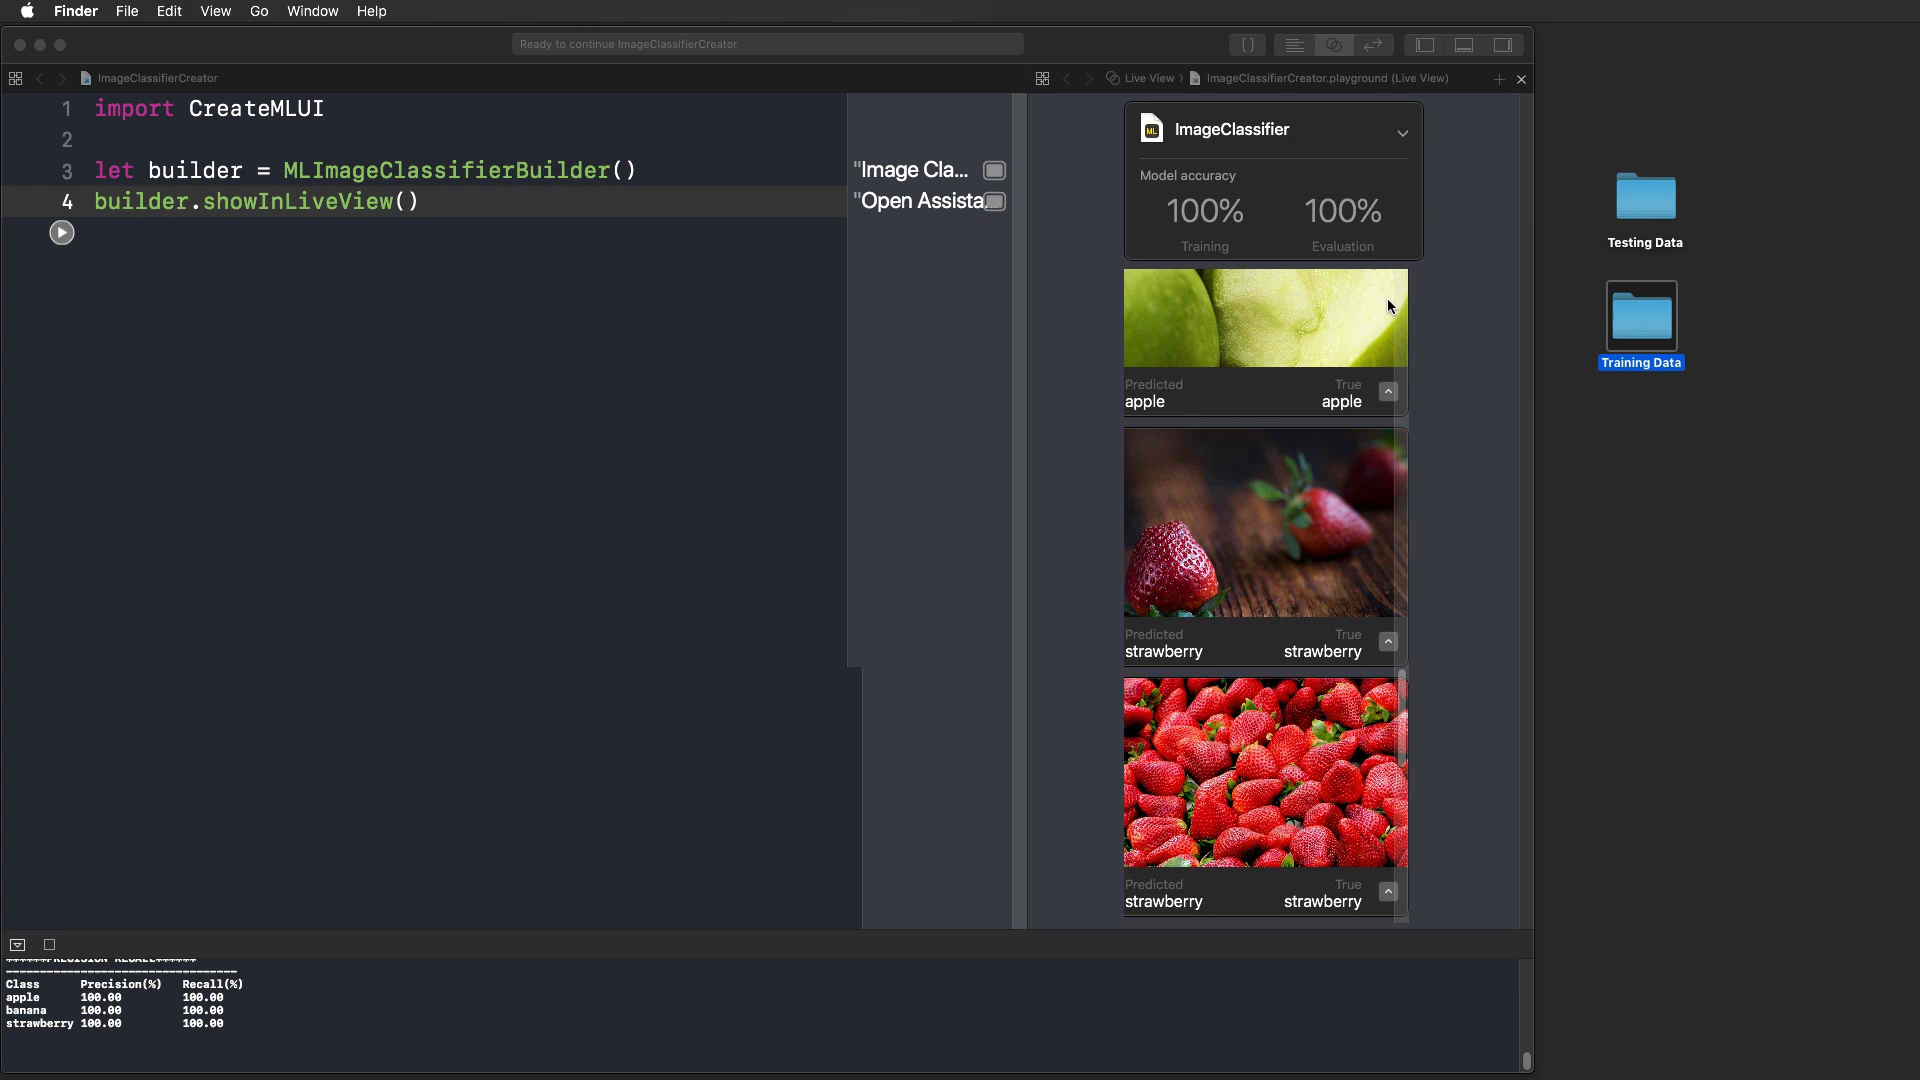 Finder File Edit View Go Window Help
Ready to continue ImageClassifierCreator
{}
ImageClassifierCreator
Live View ⟩ ImageClassifierCreator.playground (Live View)
1 import CreateMLUI
2
3 let builder = MLImageClassifierBuilder()
4 builder.showInLiveView()
"Image Cla...
"Open Assista...
ML ImageClassifier
Model accuracy
100% 100%
Training Evaluation
Predicted True
apple apple
Predicted True
strawberry strawberry
Predicted True
strawberry strawberry
Testing Data
Training Data
******PRECISION RECALL******
----------------------------------
Class Precision(%) Recall(%)
apple 100.00 100.00
banana 100.00 100.00
strawberry 100.00 100.00